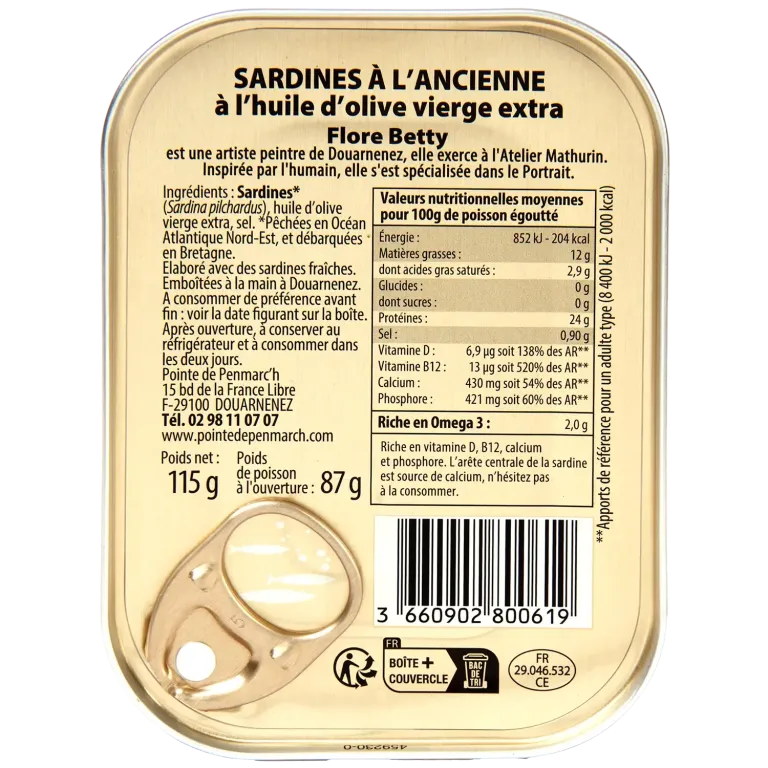 SARDINES À L'ANCIENNE
à l'huile d'olive vierge extra
Flore Betty
est une artiste peintre de Douarnenez, elle exerce à l'Atelier Mathurin.
Inspirée par l'humain, elle s'est spécialisée dans le Portrait.
Ingrédients : Sardines*
(Sardina pilchardus), huile d'olive
vierge extra, sel. *Pêchées en Océan
Atlantique Nord-Est, et débarquées
en Bretagne.
Elaboré avec des sardines fraîches.
Emboîtées à la main à Douarnenez.
A consommer de préférence avant
fin : voir la date figurant sur la boîte.
Après ouverture, à conserver au
réfrigérateur et à consommer dans
les deux jours.
Pointe de Penmarc'h
15 bd de la France Libre
F-29100 DOUARNENEZ
Tél. 02 98 11 07 07
www.pointedepenmarch.com
Poids net :
115 g
Poids
de poisson
à l'ouverture : 87 g
Valeurs nutritionnelles moyennes
pour 100g de poisson égoutté
Énergie : 852 kJ - 204 kcal
Matières grasses : 12 g
dont acides gras saturés : 2,9 g
Glucides : 0 g
dont sucres : 0 g
Protéines : 24 g
Sel : 0,90 g
Vitamine D : 6,9 µg soit 138% des AR**
Vitamine B12 : 13 µg soit 520% des AR**
Calcium : 430 mg soit 54% des AR**
Phosphore : 421 mg soit 60% des AR**
Riche en Omega 3 : 2,0 g
Riche en vitamine D, B12, calcium
et phosphore. L'arête centrale de la sardine
est source de calcium, n'hésitez pas
à la consommer.
**Apports de référence pour un adulte type (8 400 kJ - 2 000 kcal)
3 660902 800619
FR
BOÎTE +
COUVERCLE
BAC
DE
TRI
FR
29.046.532
CE
459230-0